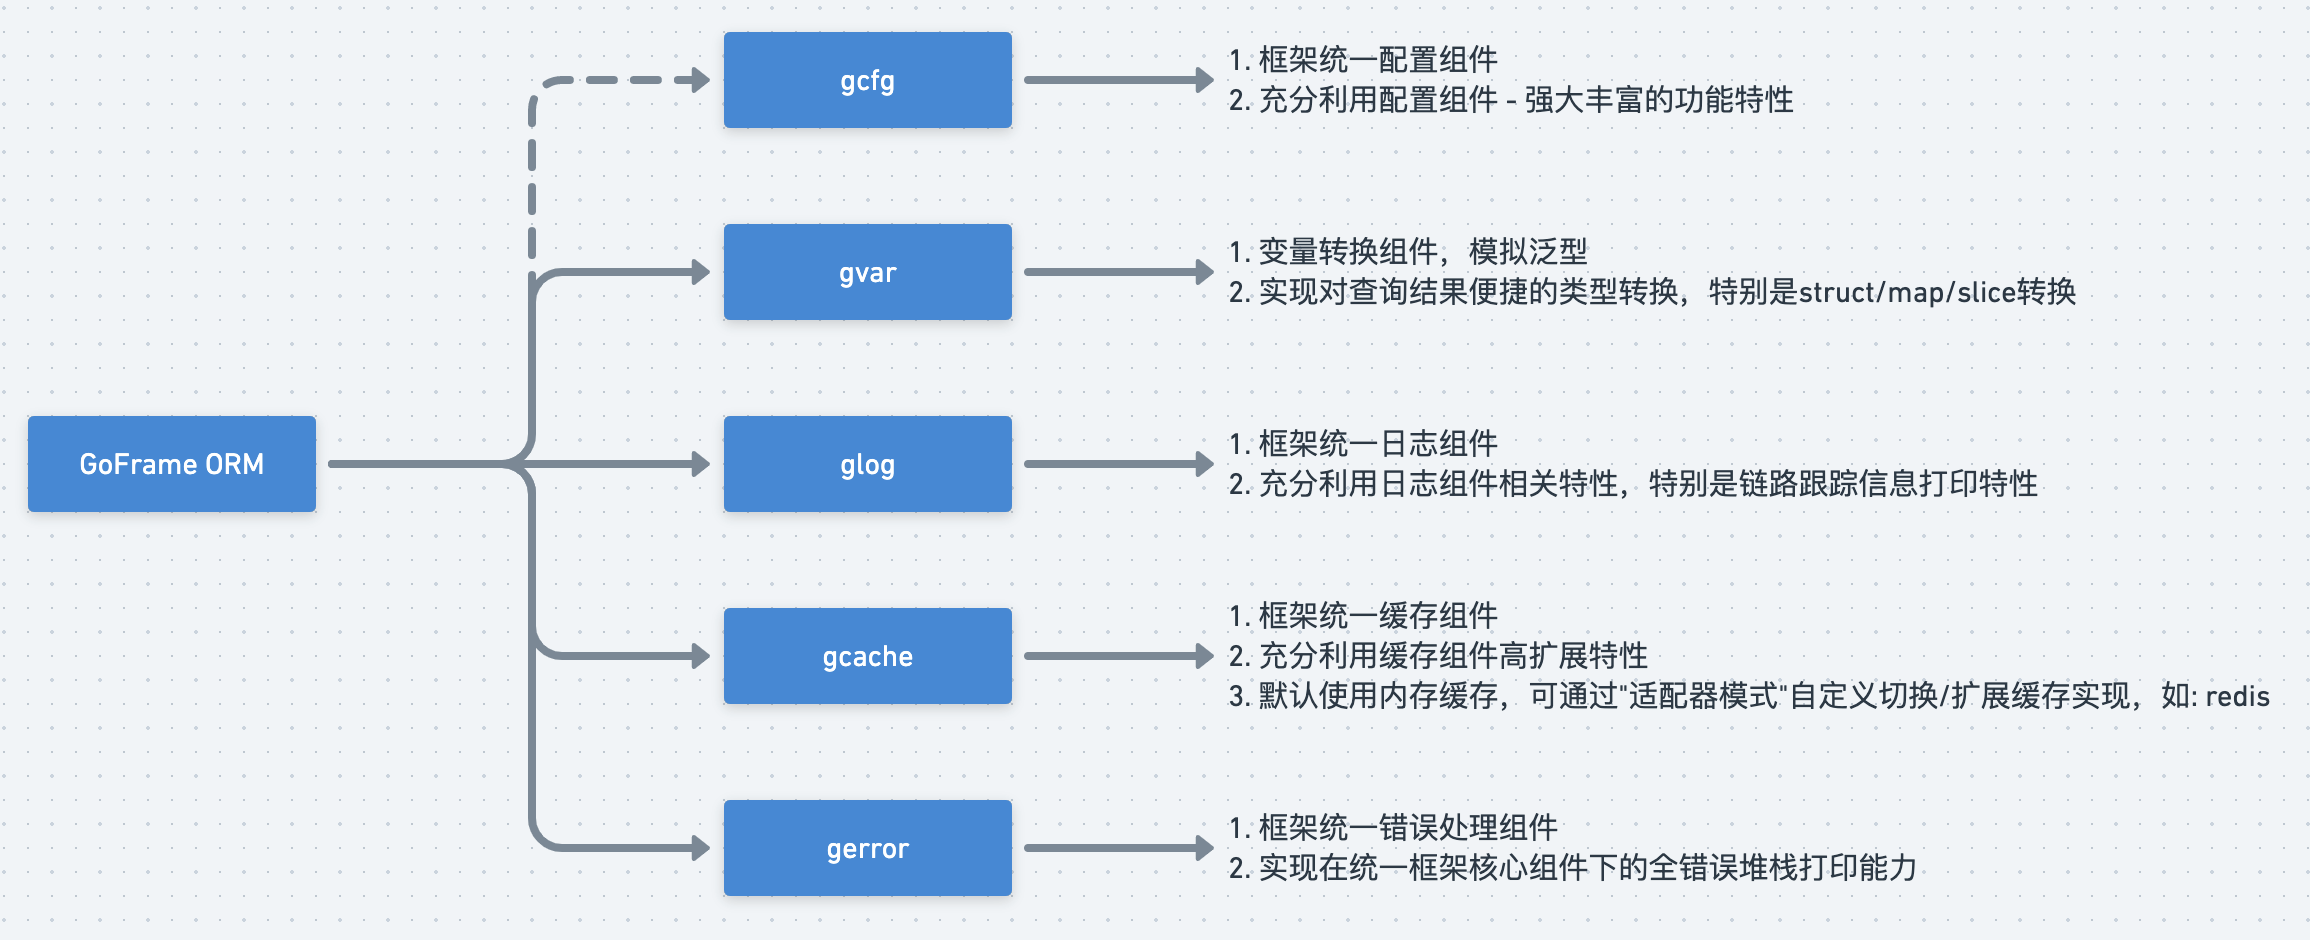 gcfg
1. 框架统一配置组件
2. 充分利用配置组件 - 强大丰富的功能特性
gvar
1. 变量转换组件，模拟泛型
2. 实现对查询结果便捷的类型转换，特别是struct/map/slice转换
GoFrame ORM
glog
1. 框架统一日志组件
2. 充分利用日志组件相关特性，特别是链路跟踪信息打印特性
gcache
1. 框架统一缓存组件
2. 充分利用缓存组件高扩展特性
3. 默认使用内存缓存，可通过"适配器模式"自定义切换/扩展缓存实现，如: redis
gerror
1. 框架统一错误处理组件
2. 实现在统一框架核心组件下的全错误堆栈打印能力